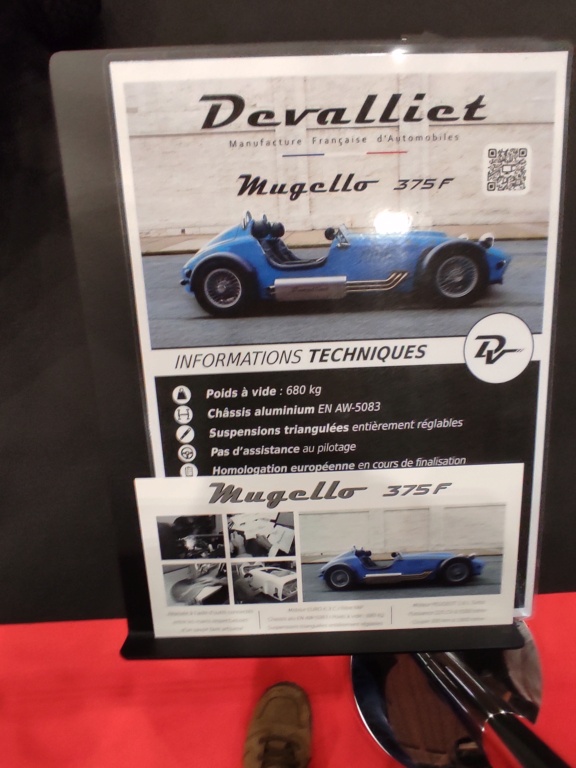 Devalliet
Manufacture Française d'Automobiles
Mugello 375F
INFORMATIONS TECHNIQUES
DV
Poids à vide : 680 kg
Châssis aluminium EN AW-5083
Suspensions triangulées entièrement réglables
Pas d'assistance au pilotage
Homologation européenne en cours de finalisation
Mugello 375F